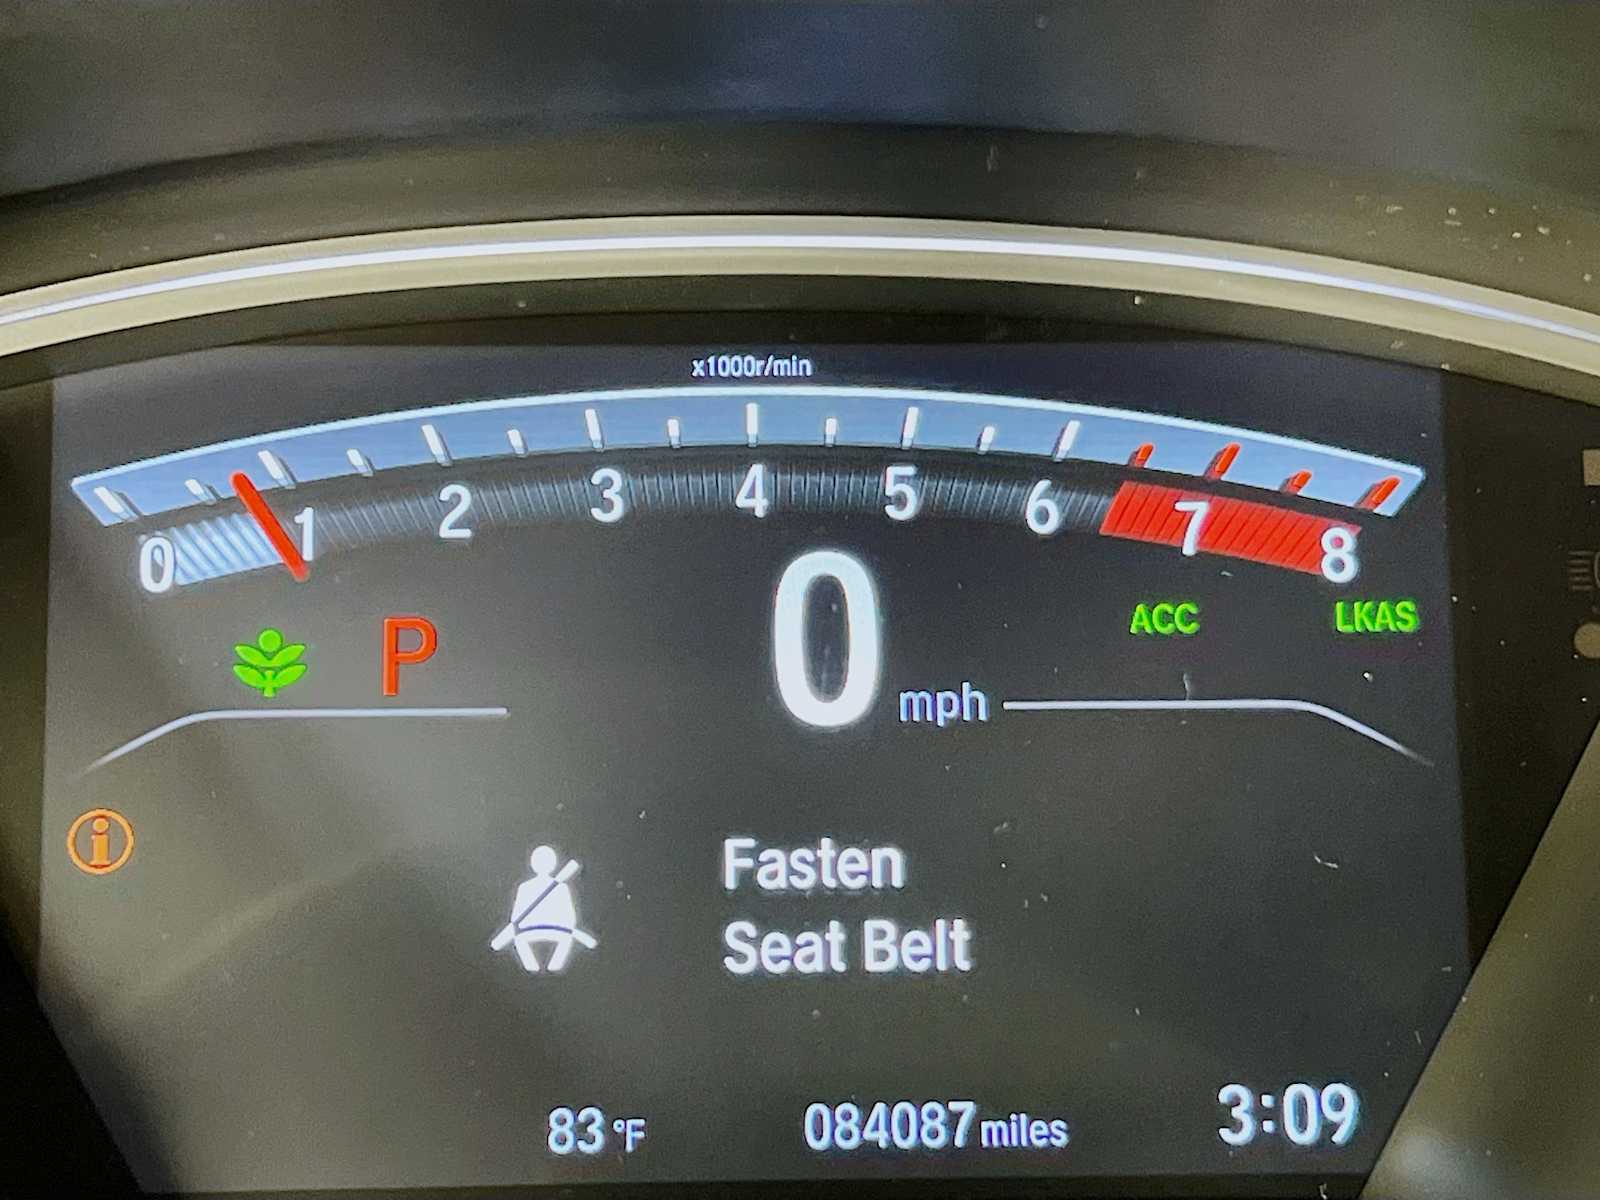 x1000r/min
0 1 2 3 4 5 6 7 8
P 0 mph ACC LKAS
i
Fasten
Seat Belt
83 °F 084087 miles 3:09